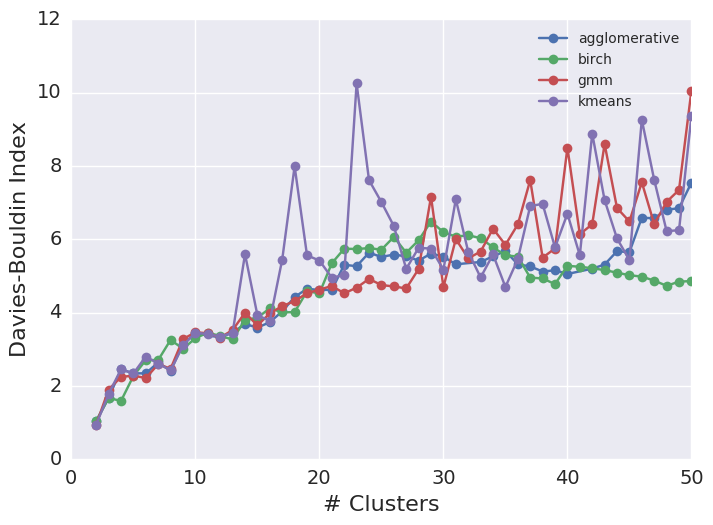 12
10
8
6
4
2
0
Davies-Bouldin Index
agglomerative
birch
gmm
kmeans
0 10 20 30 40 50
# Clusters